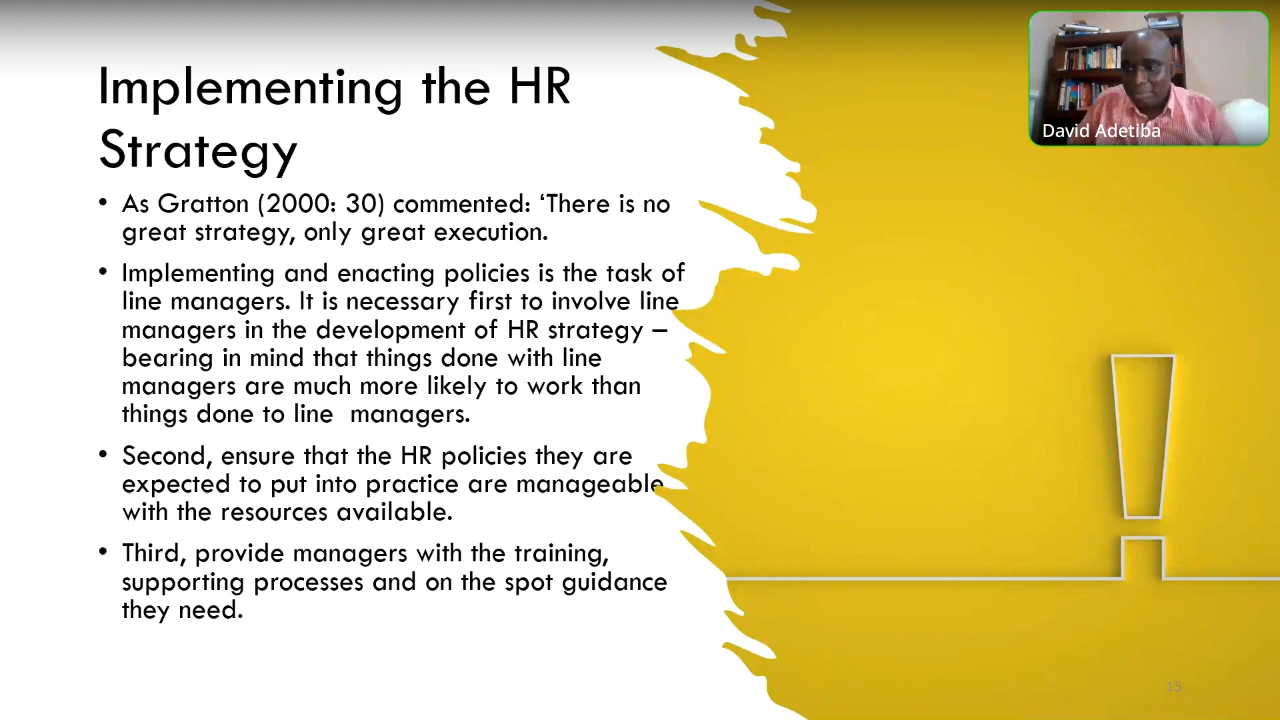 Implementing the HR
Strategy
• As Gratton (2000: 30) commented: ‘There is no
great strategy, only great execution.
• Implementing and enacting policies is the task of
line managers. It is necessary first to involve line
managers in the development of HR strategy –
bearing in mind that things done with line
managers are much more likely to work than
things done to line  managers.
• Second, ensure that the HR policies they are
expected to put into practice are manageable
with the resources available.
• Third, provide managers with the training,
supporting processes and on the spot guidance
they need.
David Adetiba
15